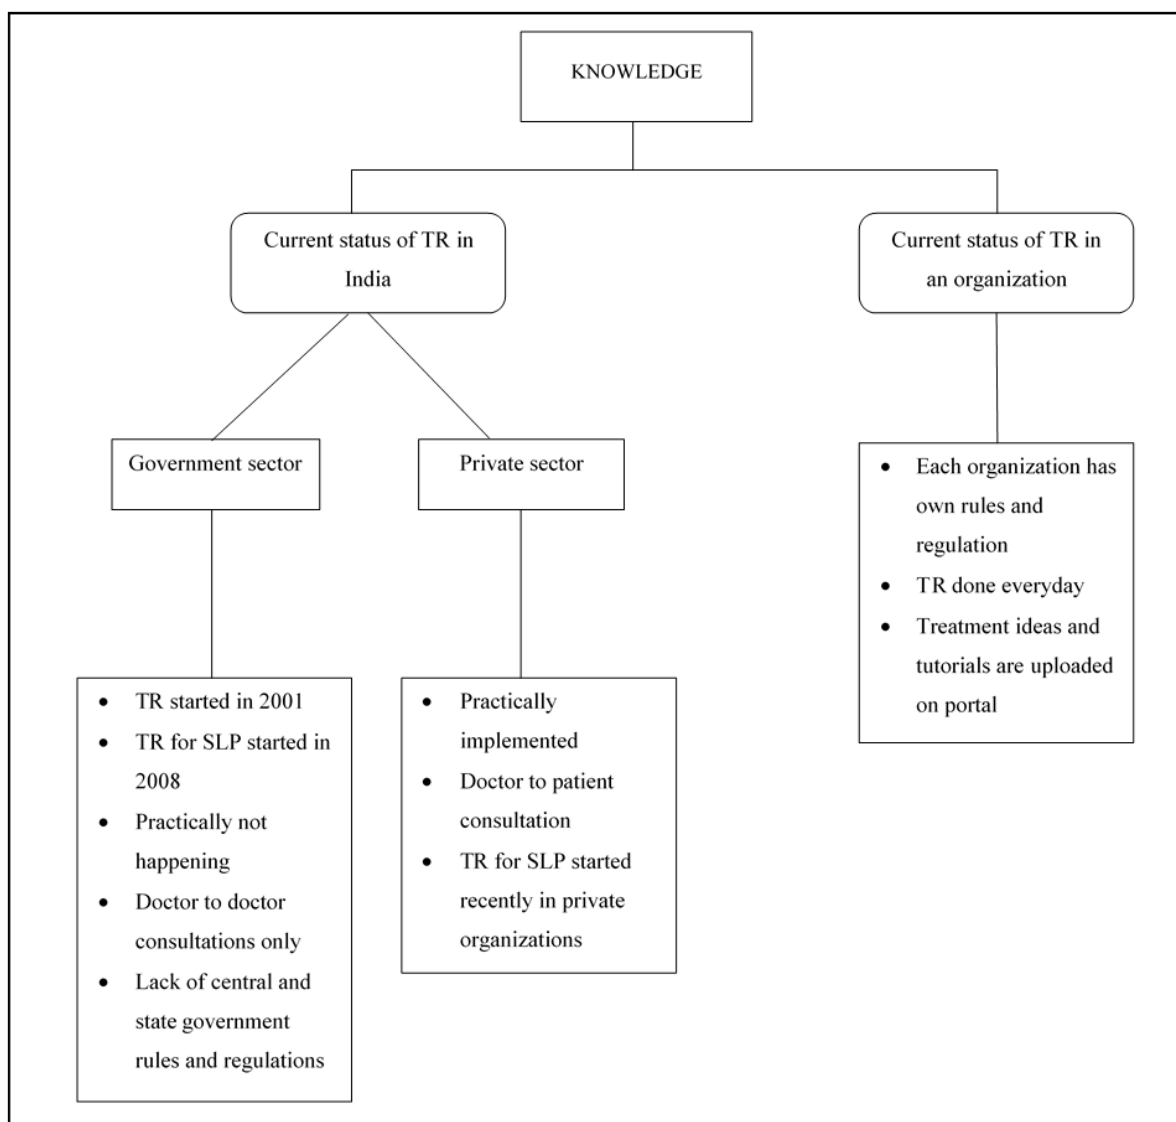 KNOWLEDGE
Current status of TR in
India
Current status of TR in
an organization
Government sector
Private sector
• Each organization has
own rules and
regulation
• TR done everyday
• Treatment ideas and
tutorials are uploaded
on portal
• TR started in 2001
• TR for SLP started in
2008
• Practically not
happening
• Doctor to doctor
consultations only
• Lack of central and
state government
rules and regulations
• Practically
implemented
• Doctor to patient
consultation
• TR for SLP started
recently in private
organizations